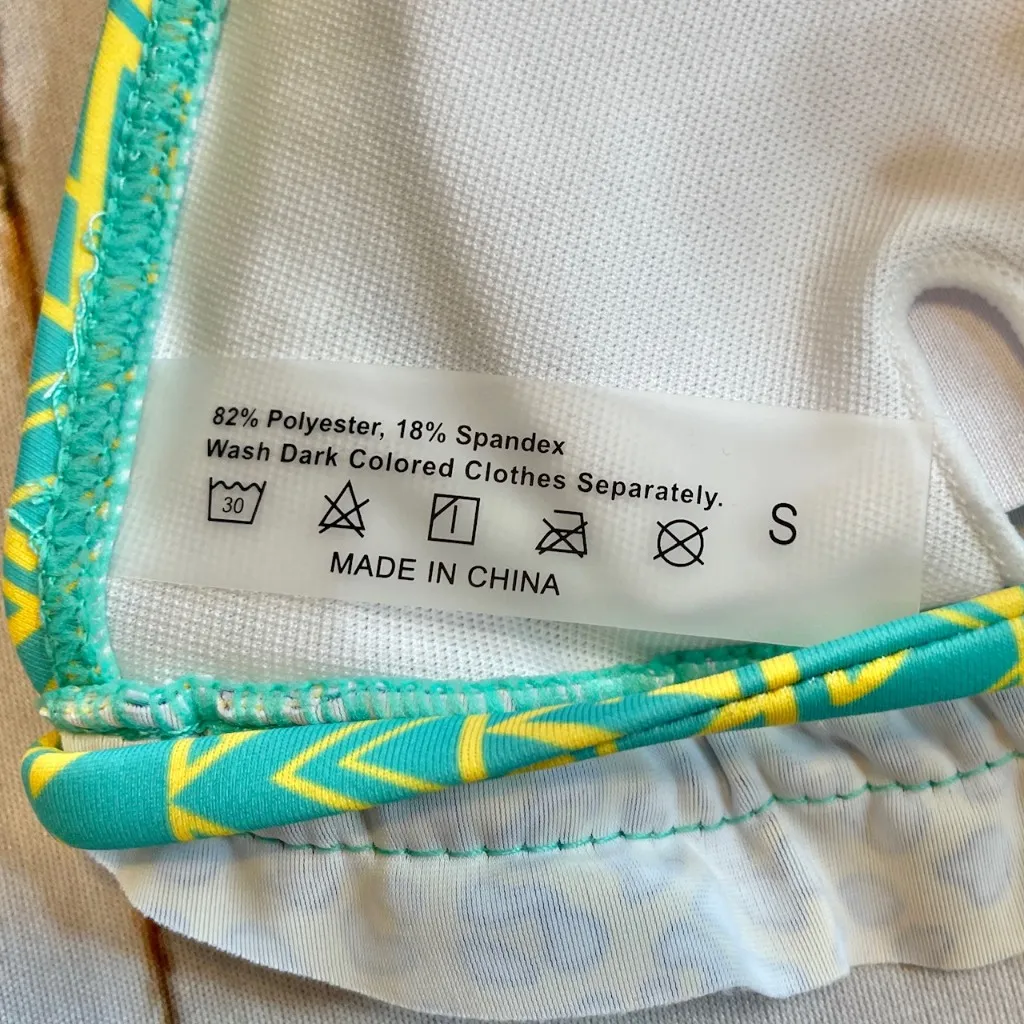 82% Polyester, 18% Spandex
Wash Dark Colored Clothes Separately.
30
S
MADE IN CHINA